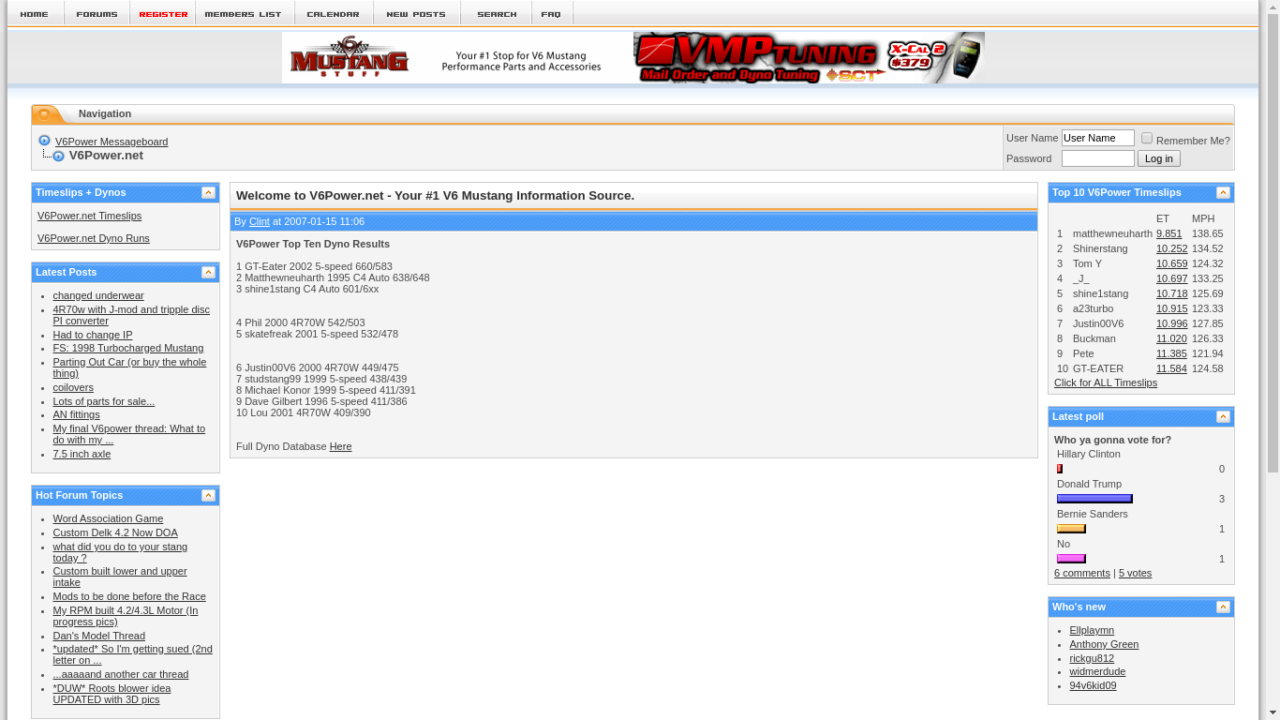 HOME FORUMS REGISTER MEMBERS LIST CALENDAR NEW POSTS SEARCH FAQ
6
MUSTANG
STUFF
Your #1 Stop for V6 Mustang
Performance Parts and Accessories
VMP TUNING
Mail Order and Dyno Tuning
SCT
X-CAL 2
$379
Navigation
V6Power Messageboard
V6Power.net
User Name User Name Remember Me?
Password Log in
Timeslips + Dynos
V6Power.net Timeslips
V6Power.net Dyno Runs
Latest Posts
changed underwear
4R70w with J-mod and tripple disc
PI converter
Had to change IP
FS: 1998 Turbocharged Mustang
Parting Out Car (or buy the whole
thing)
coilovers
Lots of parts for sale...
AN fittings
My final V6power thread: What to
do with my ...
7.5 inch axle
Hot Forum Topics
Word Association Game
Custom Delk 4.2 Now DOA
what did you do to your stang
today ?
Custom built lower and upper
intake
Mods to be done before the Race
My RPM built 4.2/4.3L Motor (In
progress pics)
Dan's Model Thread
*updated* So I'm getting sued (2nd
letter on ...
...aaaaand another car thread
*DUW* Roots blower idea
UPDATED with 3D pics
Welcome to V6Power.net - Your #1 V6 Mustang Information Source.
By Clint at 2007-01-15 11:06
V6Power Top Ten Dyno Results
1 GT-Eater 2002 5-speed 660/583
2 Matthewneuharth 1995 C4 Auto 638/648
3 shine1stang C4 Auto 601/6xx
4 Phil 2000 4R70W 542/503
5 skatefreak 2001 5-speed 532/478
6 Justin00V6 2000 4R70W 449/475
7 studstang99 1999 5-speed 438/439
8 Michael Konor 1999 5-speed 411/391
9 Dave Gilbert 1996 5-speed 411/386
10 Lou 2001 4R70W 409/390
Full Dyno Database Here
Top 10 V6Power Timeslips
ET MPH
1 matthewneuharth 9.851 138.65
2 Shinerstang 10.252 134.52
3 Tom Y 10.659 124.32
4 _J_ 10.697 133.25
5 shine1stang 10.718 125.69
6 a23turbo 10.915 123.33
7 Justin00V6 10.996 127.85
8 Buckman 11.020 126.33
9 Pete 11.385 121.94
10 GT-EATER 11.584 124.58
Click for ALL Timeslips
Latest poll
Who ya gonna vote for?
Hillary Clinton
0
Donald Trump
3
Bernie Sanders
1
No
1
6 comments | 5 votes
Who's new
Ellplaymn
Anthony Green
rickgu812
widmerdude
94v6kid09